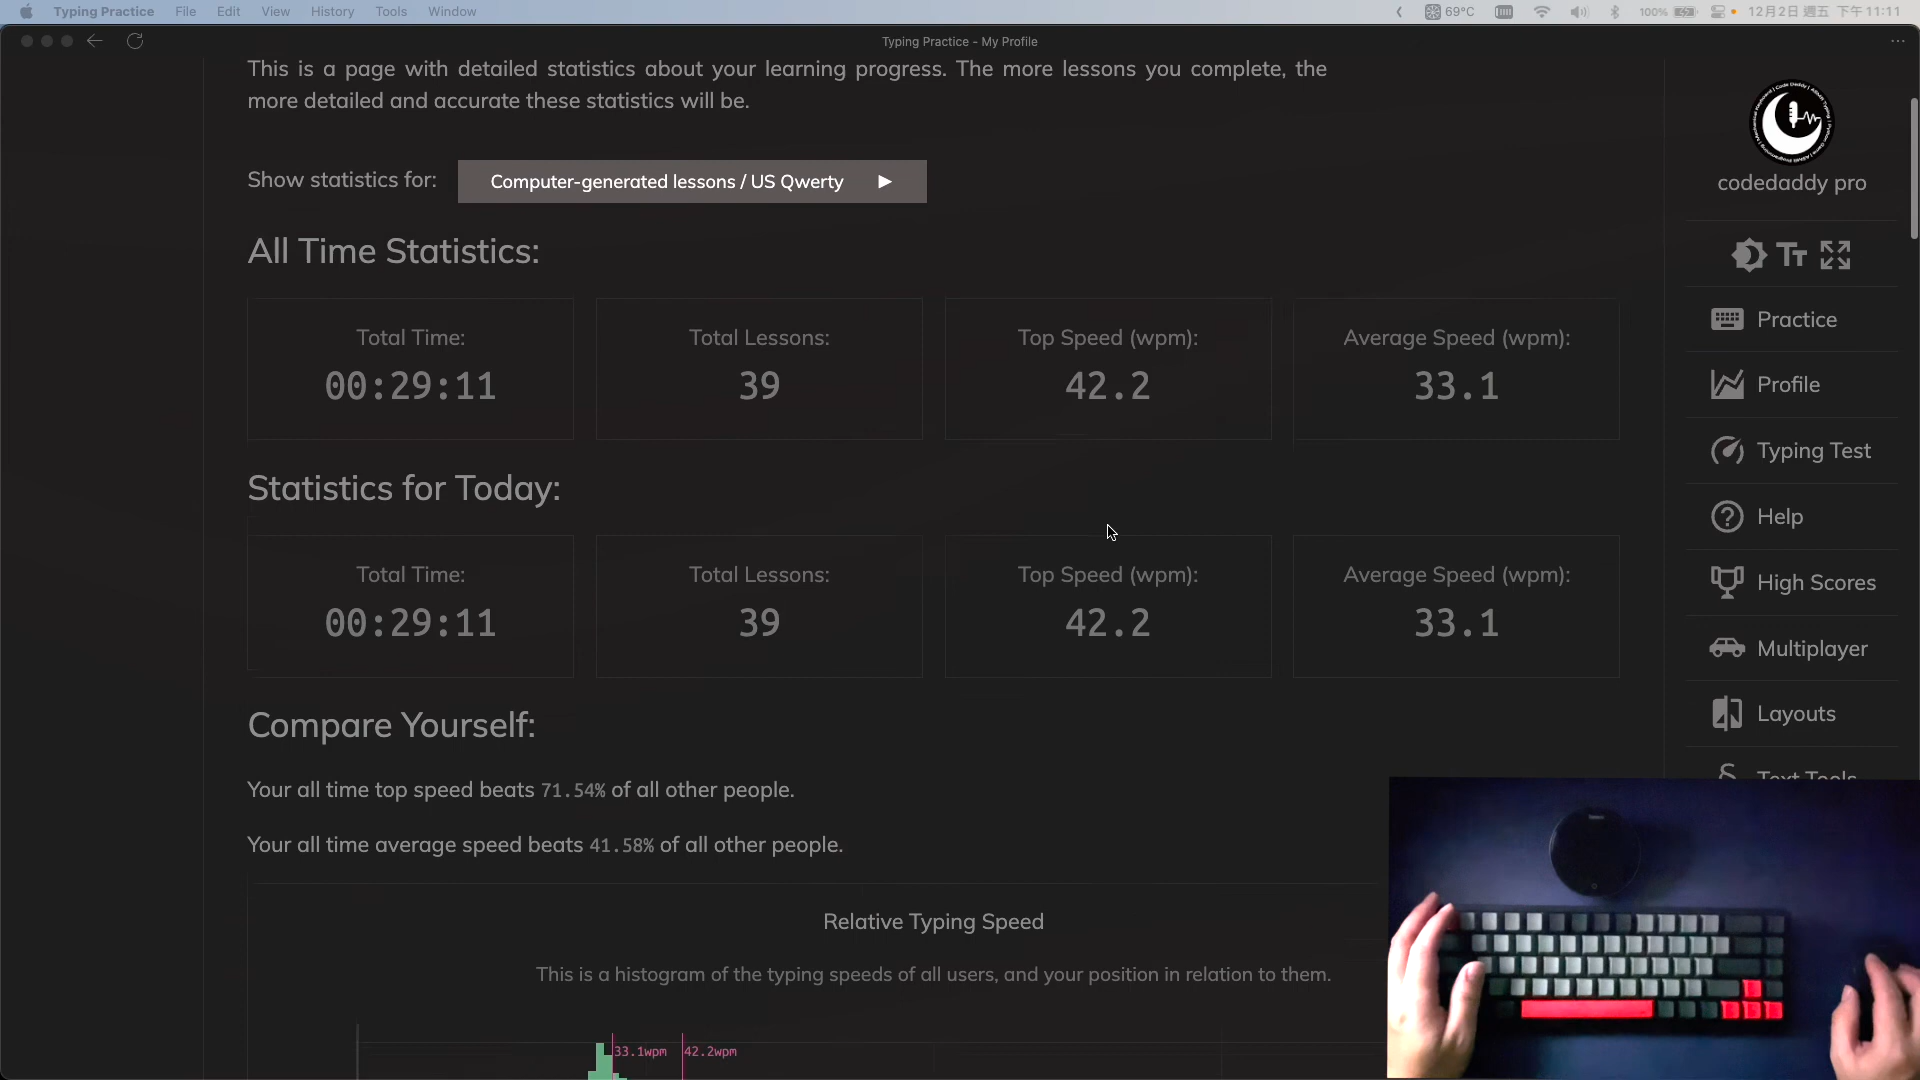 Typing Practice File Edit View History Tools Window
69°C 100% 12月2日 週五 下午 11:11
Typing Practice - My Profile
This is a page with detailed statistics about your learning progress. The more lessons you complete, the
more detailed and accurate these statistics will be.
Show statistics for: Computer-generated lessons / US Qwerty ▶
All Time Statistics:
Total Time: Total Lessons: Top Speed (wpm): Average Speed (wpm):
00:29:11 39 42.2 33.1
Statistics for Today:
Total Time: Total Lessons: Top Speed (wpm): Average Speed (wpm):
00:29:11 39 42.2 33.1
Compare Yourself:
Your all time top speed beats 71.54% of all other people.
Your all time average speed beats 41.58% of all other people.
Relative Typing Speed
This is a histogram of the typing speeds of all users, and your position in relation to them.
33.1wpm 42.2wpm
codedaddy pro
Practice
Profile
Typing Test
Help
High Scores
Multiplayer
Layouts
Text Tools